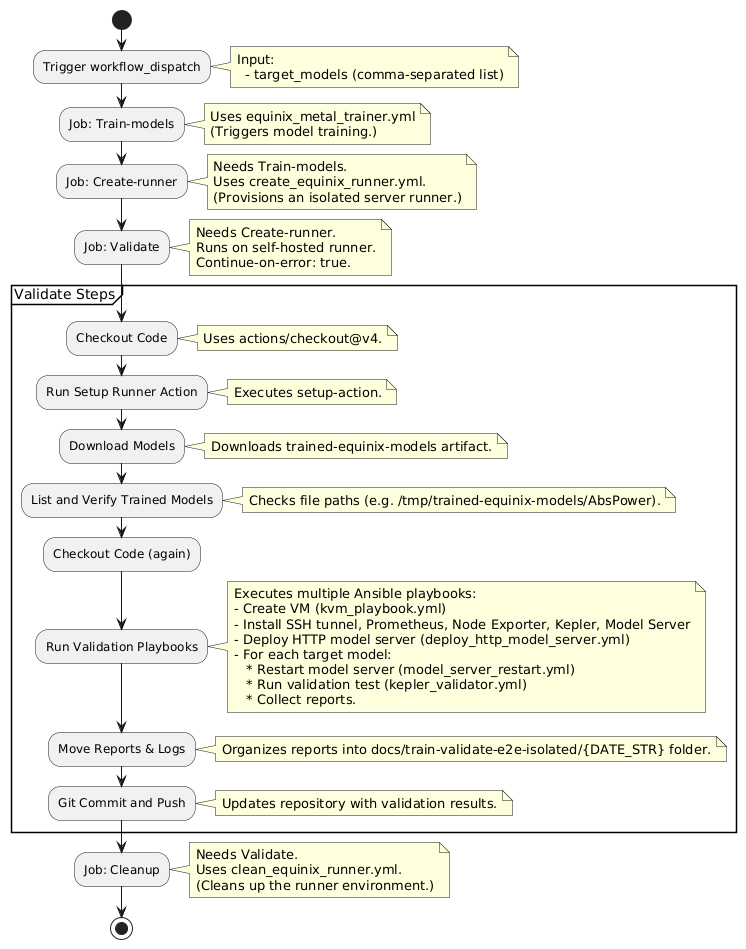 Trigger workflow_dispatch
Input:
- target_models (comma-separated list)
Job: Train-models
Uses equinix_metal_trainer.yml
(Triggers model training.)
Job: Create-runner
Needs Train-models.
Uses create_equinix_runner.yml.
(Provisions an isolated server runner.)
Job: Validate
Needs Create-runner.
Runs on self-hosted runner.
Continue-on-error: true.
Validate Steps
Checkout Code
Uses actions/checkout@v4.
Run Setup Runner Action
Executes setup-action.
Download Models
Downloads trained-equinix-models artifact.
List and Verify Trained Models
Checks file paths (e.g. /tmp/trained-equinix-models/AbsPower).
Checkout Code (again)
Run Validation Playbooks
Executes multiple Ansible playbooks:
- Create VM (kvm_playbook.yml)
- Install SSH tunnel, Prometheus, Node Exporter, Kepler, Model Server
- Deploy HTTP model server (deploy_http_model_server.yml)
- For each target model:
* Restart model server (model_server_restart.yml)
* Run validation test (kepler_validator.yml)
* Collect reports.
Move Reports & Logs
Organizes reports into docs/train-validate-e2e-isolated/{DATE_STR} folder.
Git Commit and Push
Updates repository with validation results.
Job: Cleanup
Needs Validate.
Uses clean_equinix_runner.yml.
(Cleans up the runner environment.)